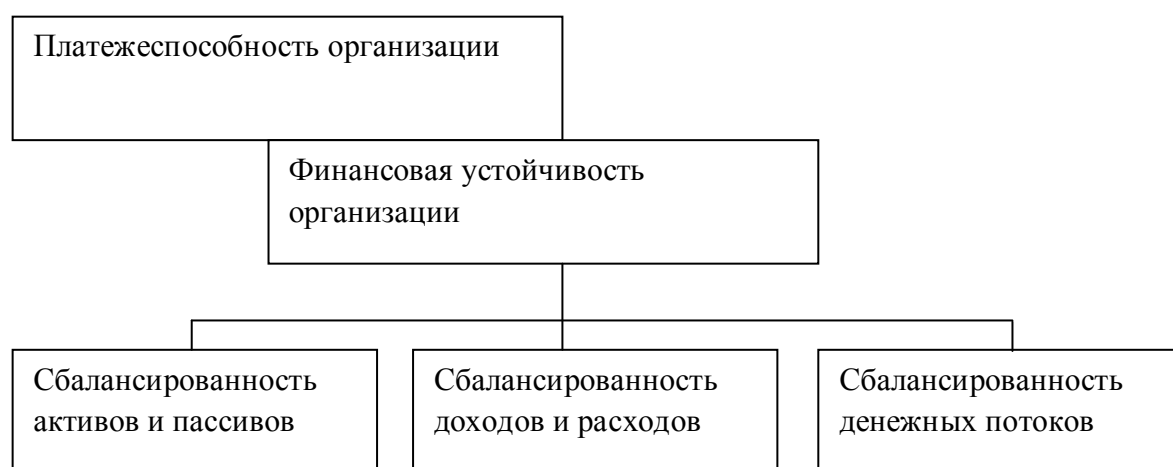 Платежеспособность организации
Финансовая устойчивость
организации
Сбалансированность
активов и пассивов
Сбалансированность
доходов и расходов
Сбалансированность
денежных потоков